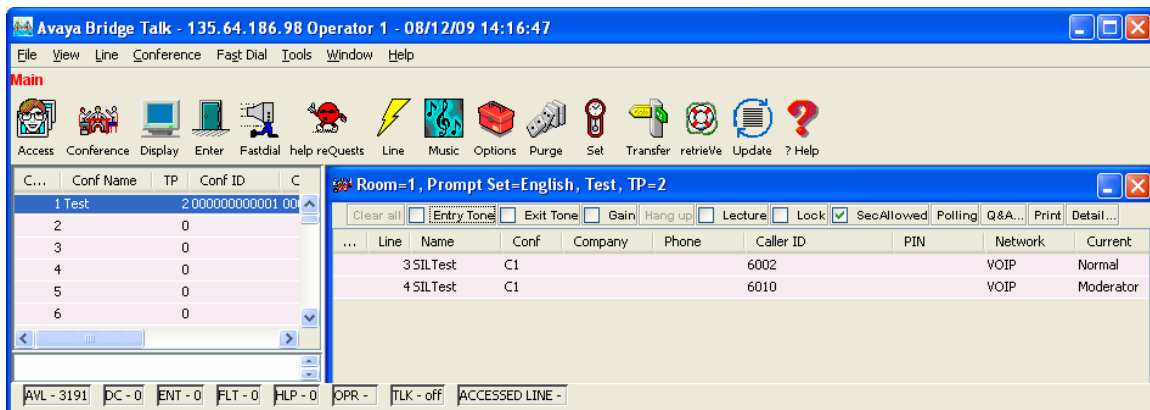 Avaya Bridge Talk - 135.64.186.98 Operator 1 - 08/12/09 14:16:47
File View Line Conference Fast Dial Tools Window Help
Main
Access Conference Display Enter Fastdial help reQuests Line Music Options Purge Set Transfer retrieVe Update ? Help
C... Conf Name TP Conf ID C
1 Test 2 000000000001 00
2 0
3 0
4 0
5 0
6 0
Room=1, Prompt Set=English, Test, TP=2
Clear all Entry Tone Exit Tone Gain Hang up Lecture Lock SecAllowed Polling Q&A... Print Detail...
... Line Name Conf Company Phone Caller ID PIN Network Current
3 SILTest C1 6002 VOIP Normal
4 SILTest C1 6010 VOIP Moderator
AVL - 3191 DC - 0 ENT - 0 FLT - 0 HLP - 0 OPR - TLK - off ACCESSED LINE -